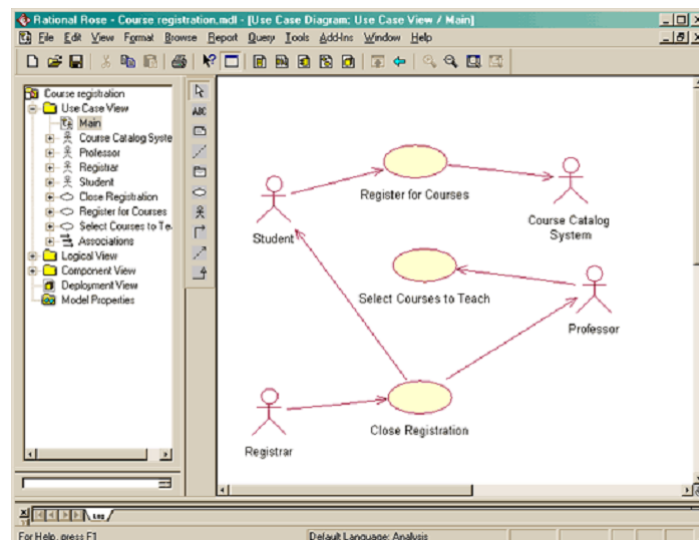 Rational Rose - Course registration.mdl - [Use Case Diagram: Use Case View / Main]
File Edit View Format Browse Report Query Tools Add-Ins Window Help
ABC
Course registration
Use Case View
Main
Course Catalog Syste
Professor
Registrar
Student
Close Registration
Register for Courses
Select Courses to Te
Associations
Logical View
Component View
Deployment View
Model Properties
Register for Courses
Course Catalog
System
Student
Select Courses to Teach
Professor
Close Registration
Registrar
Log
For Help, press F1
Default Language: Analysis